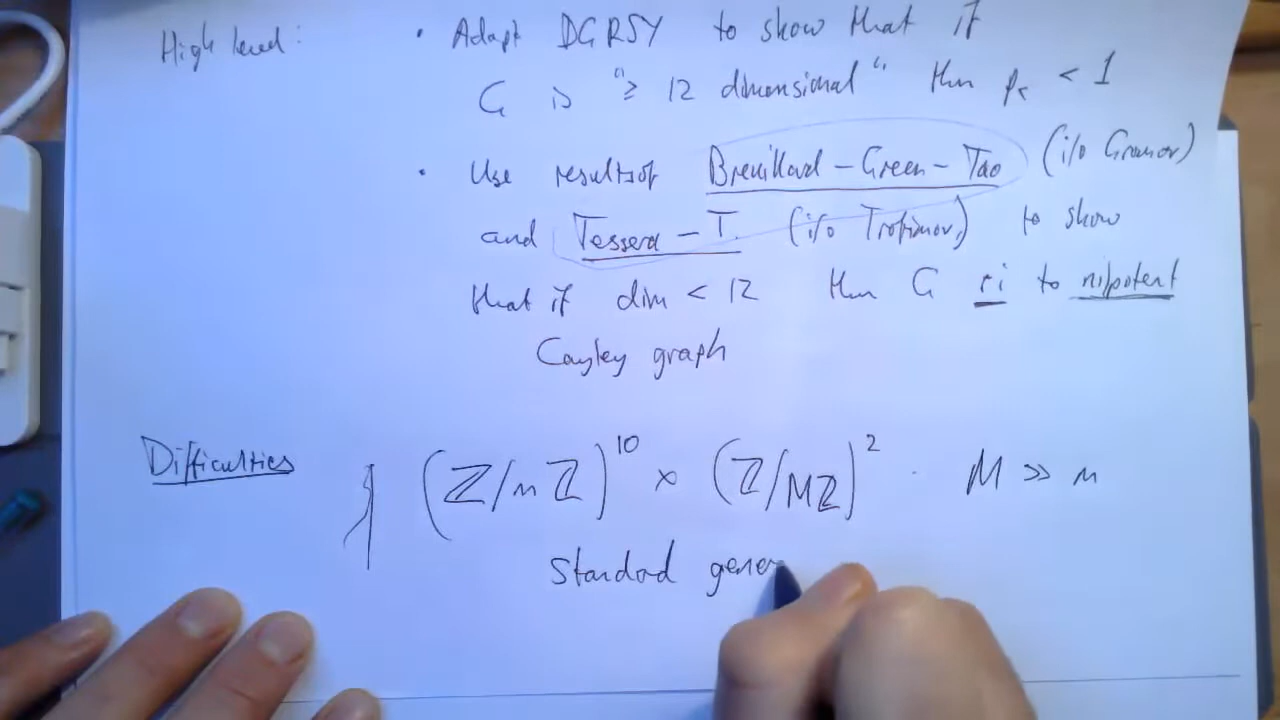 High level:
• Adapt DGRSY to show that if
G is "≥ 12 dimensional" then p_c < 1
• Use results of Breuillard - Green - Tao (i/o Gromov)
and Tessera - T. (i/o Trofimov) to show
that if dim < 12 then G ri to nilpotent
Cayley graph
Difficulties (ℤ/nℤ)^10 × (ℤ/Mℤ)^2 . M >> n
Standard gener